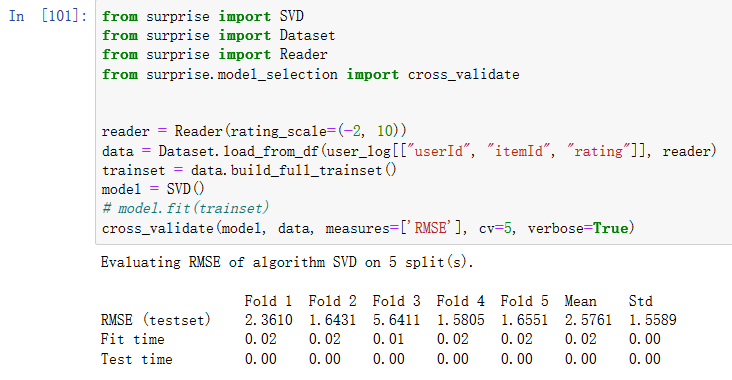 In [101]: from surprise import SVD
from surprise import Dataset
from surprise import Reader
from surprise.model_selection import cross_validate
reader = Reader(rating_scale=(-2, 10))
data = Dataset.load_from_df(user_log[["userId", "itemId", "rating"]], reader)
trainset = data.build_full_trainset()
model = SVD()
# model.fit(trainset)
cross_validate(model, data, measures=['RMSE'], cv=5, verbose=True)
Evaluating RMSE of algorithm SVD on 5 split(s).
Fold 1 Fold 2 Fold 3 Fold 4 Fold 5 Mean Std
RMSE (testset) 2.3610 1.6431 5.6411 1.5805 1.6551 2.5761 1.5589
Fit time 0.02 0.02 0.01 0.02 0.02 0.02 0.00
Test time 0.00 0.00 0.00 0.00 0.00 0.00 0.00